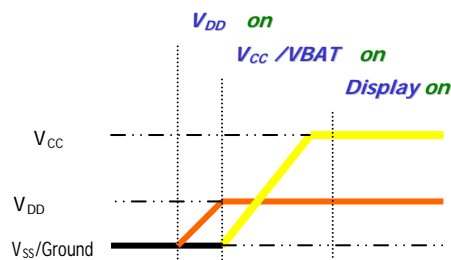 VDD on
VCC /VBAT on
Display on
VCC
VDD
VSS/Ground